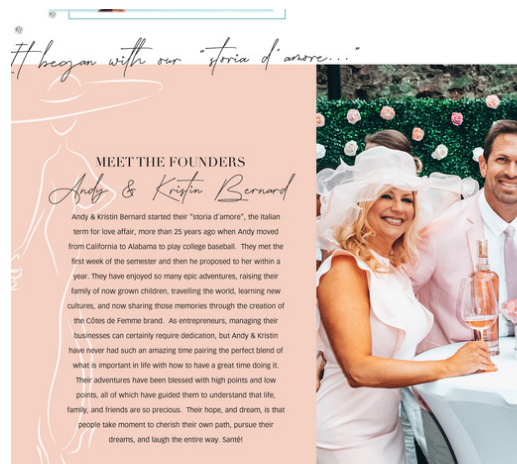 It began with our "storia d'amore..."
MEET THE FOUNDERS
Andy & Kristin Bernard
Andy & Kristin Bernard started their "storia d'amore", the Italian
term for love affair, more than 25 years ago when Andy moved
from California to Alabama to play college baseball. They met the
first week of the semester and then he proposed to her within a
year. They have enjoyed so many epic adventures, raising their
family of now grown children, travelling the world, learning new
cultures, and now sharing those memories through the creation of
the Côtes de Femme brand. As entrepreneurs, managing their
businesses can certainly require dedication, but Andy & Kristin
have never had such an amazing time pairing the perfect blend of
what is important in life with how to have a great time doing it.
Their adventures have been blessed with high points and low
points, all of which have guided them to understand that life,
family, and friends are so precious. Their hope, and dream, is that
people take moment to cherish their own path, pursue their
dreams, and laugh the entire way. Santé!